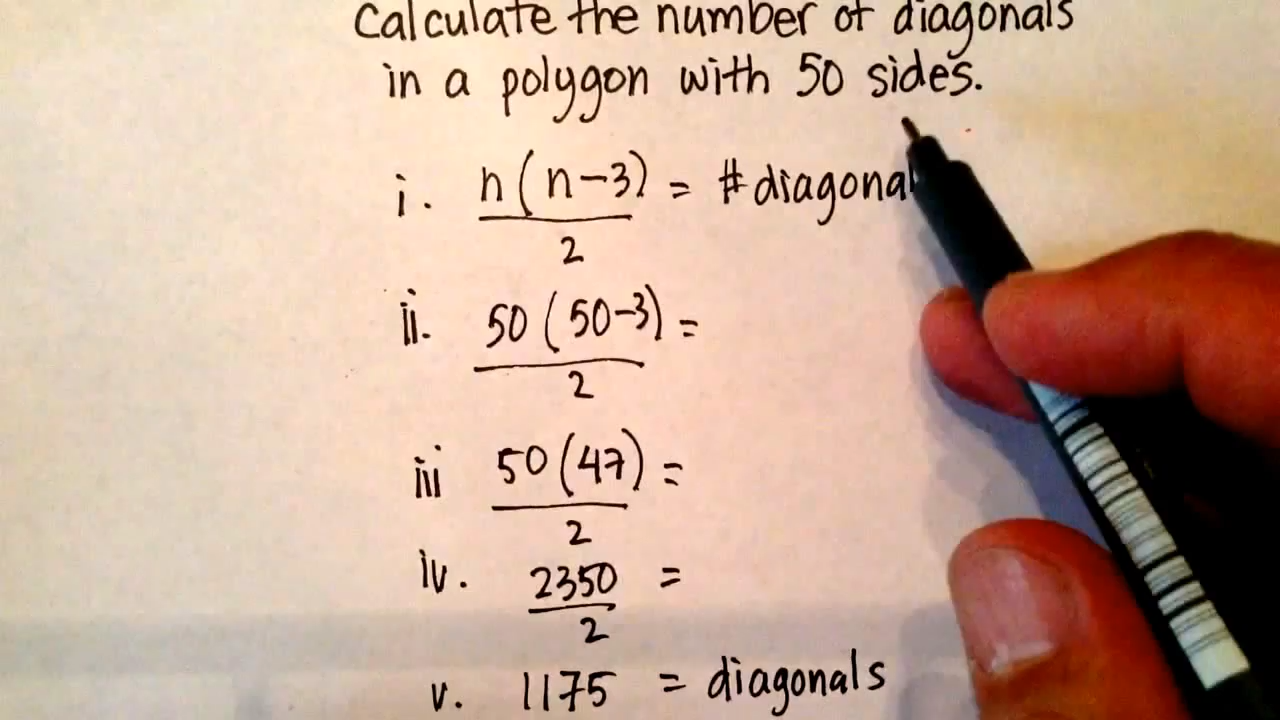 Calculate the number of diagonals
in a polygon with 50 sides.
i. n(n-3) = #diagonal
2
ii. 50(50-3) =
2
iii 50(47) =
2
iv. 2350 =
2
v. 1175 = diagonals